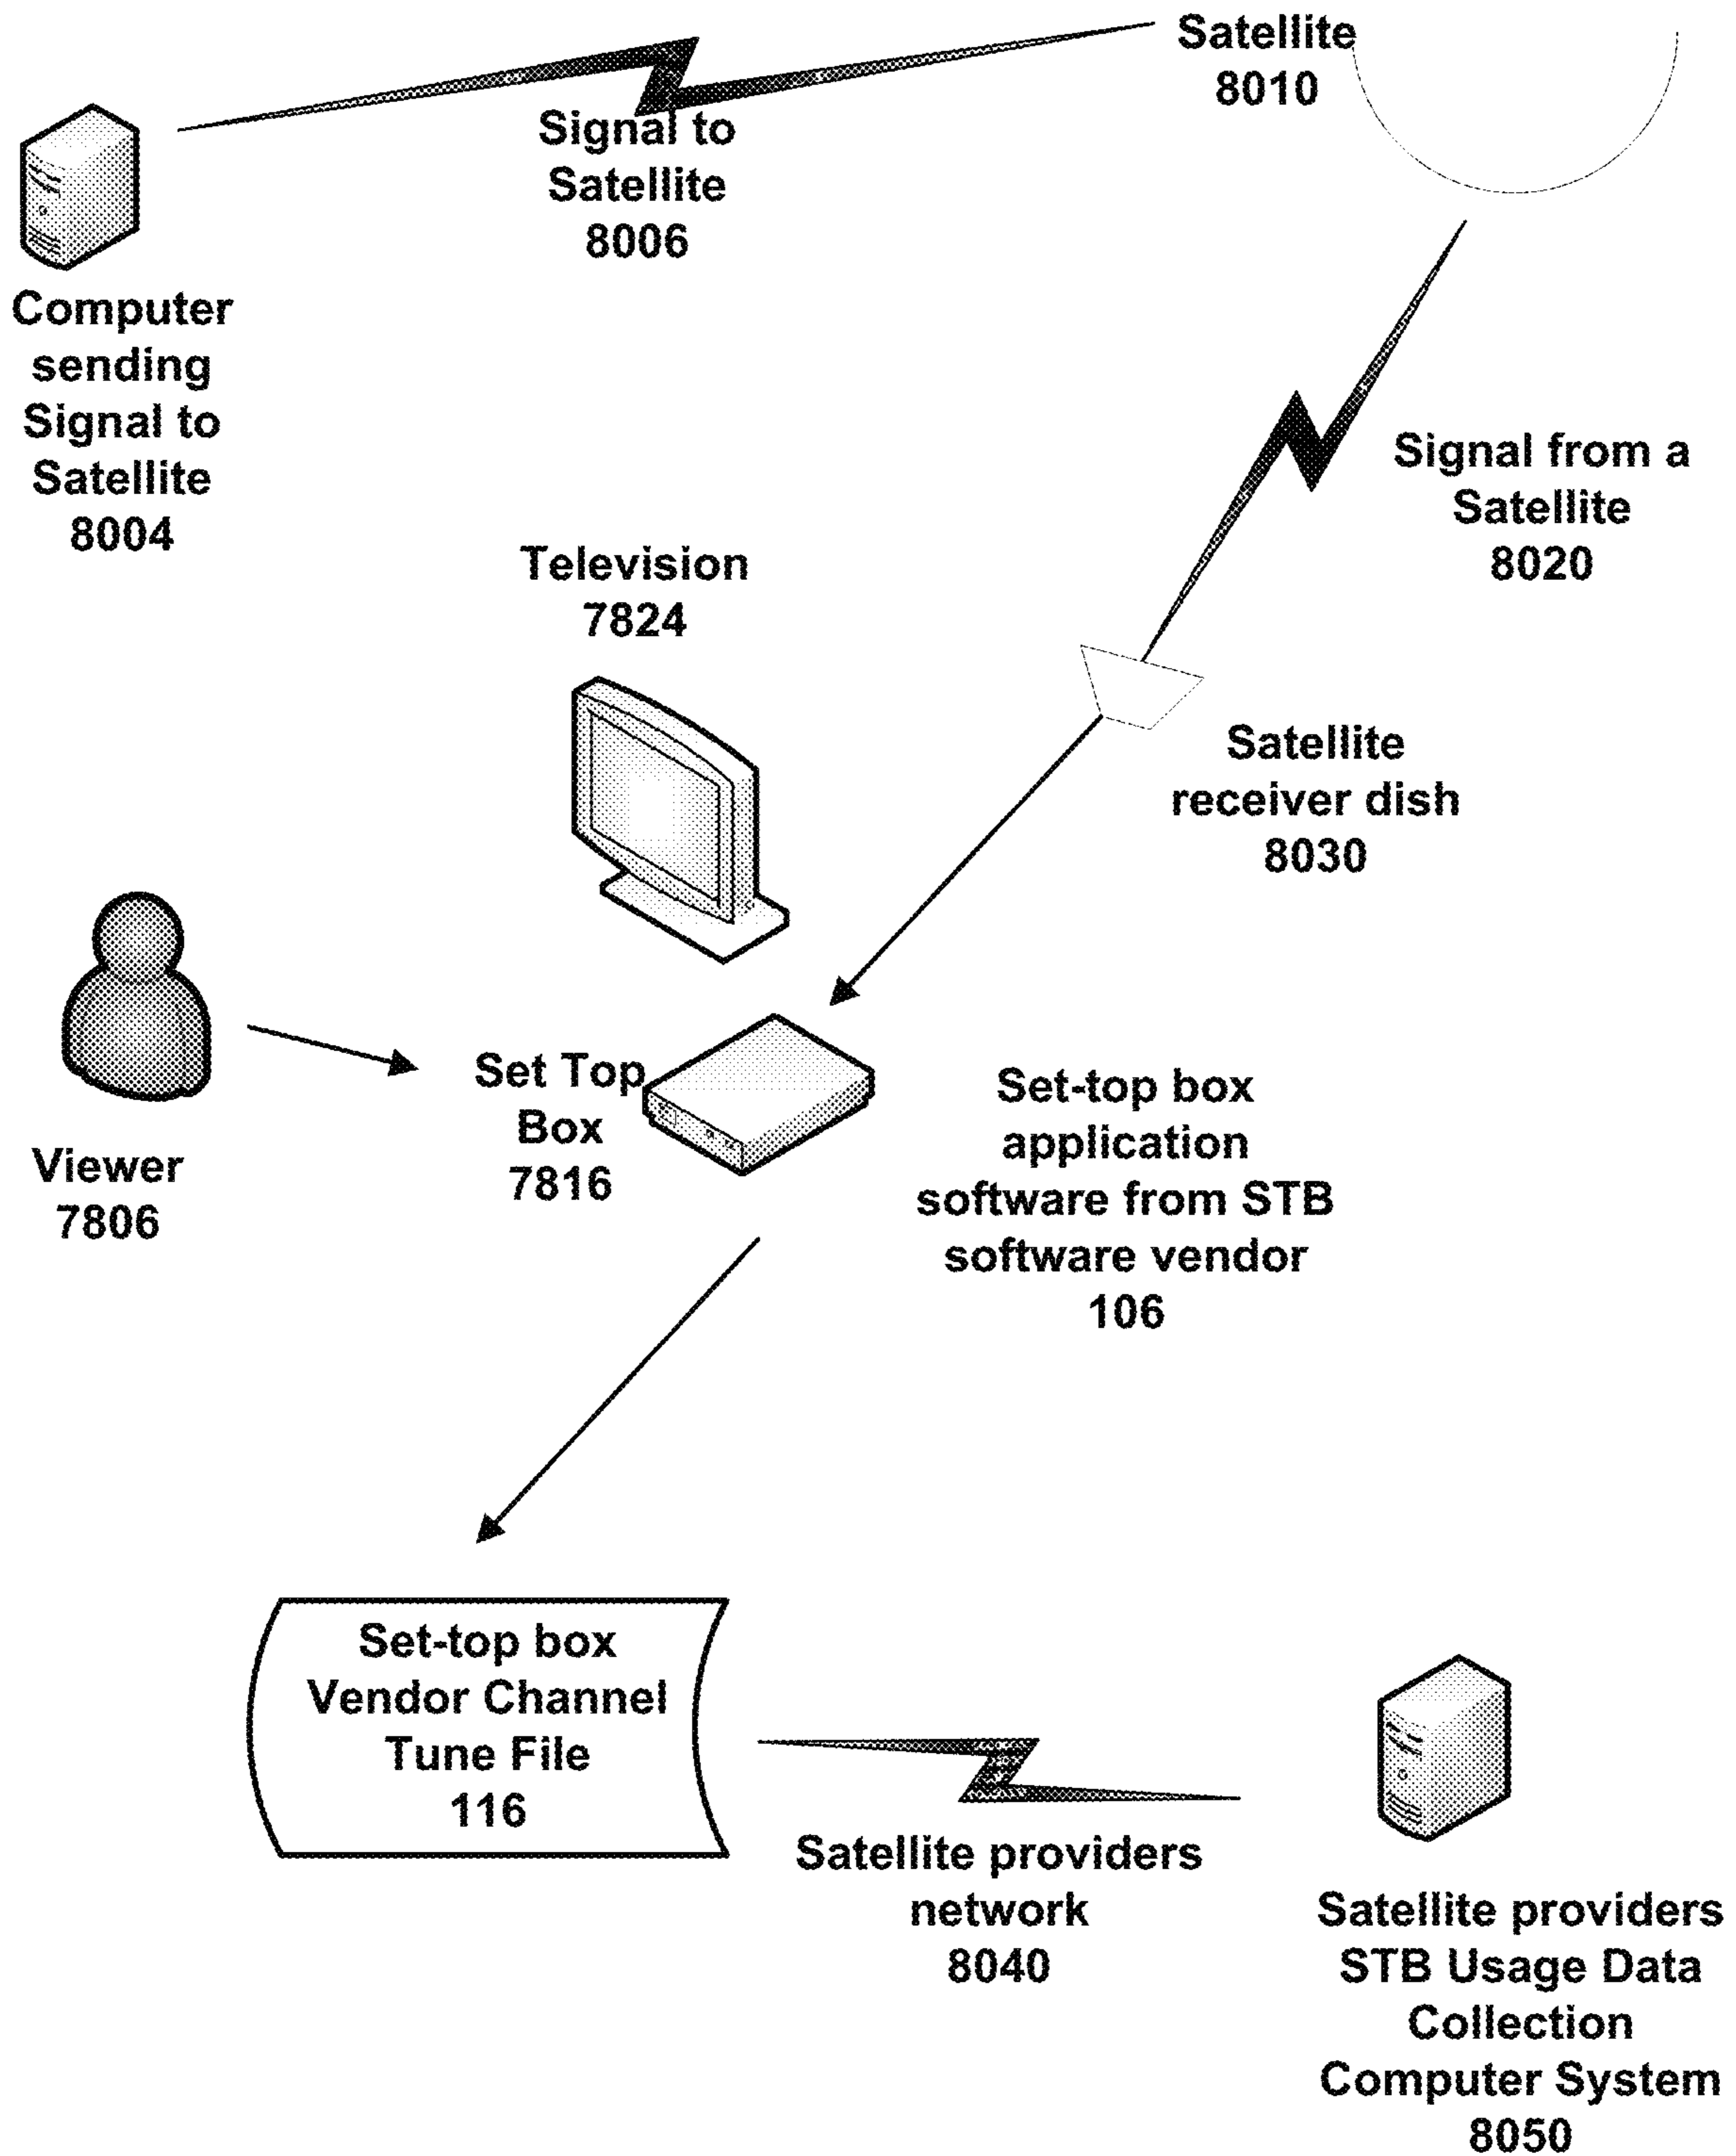 Satellite
8010
Signal to
Satellite
8006
Computer
sending
Signal to
Satellite
8004
Signal from a
Satellite
8020
Television
7824
Satellite
receiver dish
8030
Viewer
7806
Set Top
Box
7816
Set-top box
application
software from STB
software vendor
106
Set-top box
Vendor Channel
Tune File
116
Satellite providers
network
8040
Satellite providers
STB Usage Data
Collection
Computer System
8050